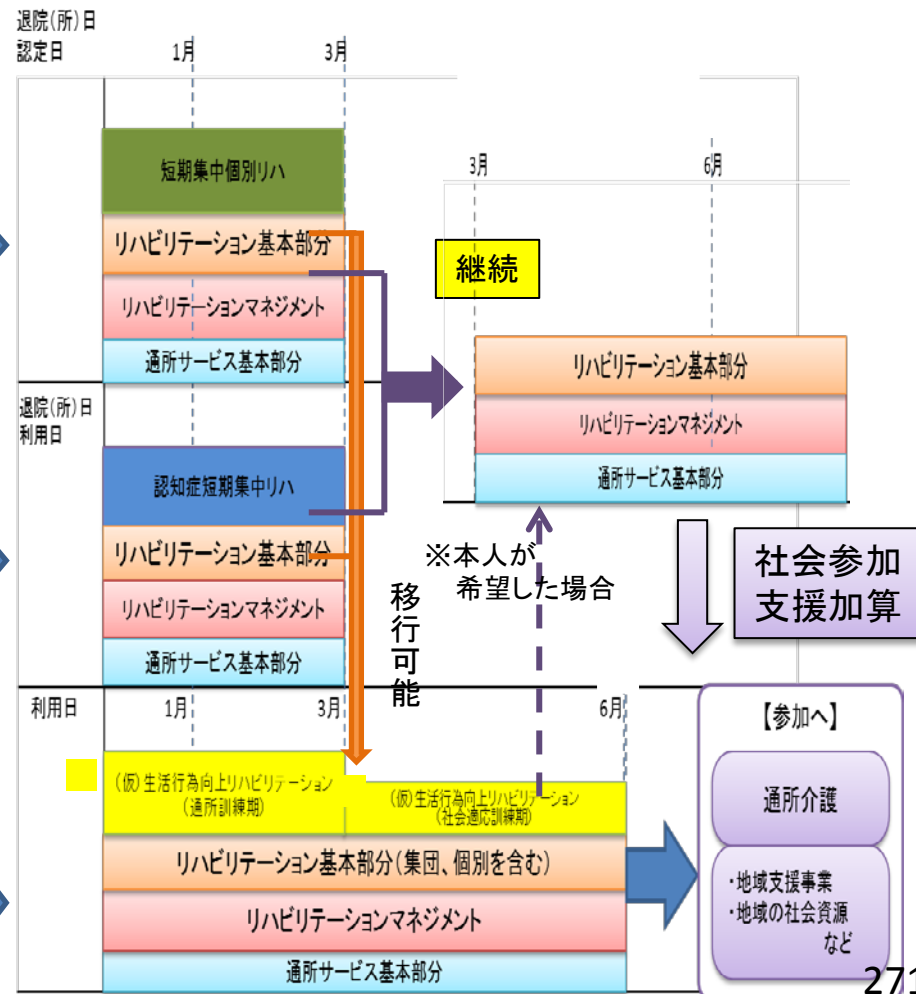 退院(所)日
認定日
1月
3月
短期集中個別リハ
リハビリテーション基本部分
リハビリテーションマネジメント
通所サービス基本部分
3月
6月
継続
リハビリテーション基本部分
リハビリテーションマネジメント
通所サービス基本部分
退院(所)日
利用日
認知症短期集中リハ
リハビリテーション基本部分
リハビリテーションマネジメント
通所サービス基本部分
移行可能
※本人が
希望した場合
社会参加
支援加算
利用日
1月
3月
6月
(仮)生活行為向上リハビリテーション
(通所訓練期)
(仮)生活行為向上リハビリテーション
(社会適応訓練期)
リハビリテーション基本部分(集団、個別を含む)
リハビリテーションマネジメント
通所サービス基本部分
【参加へ】
通所介護
・地域支援事業
・地域の社会資源
など
271